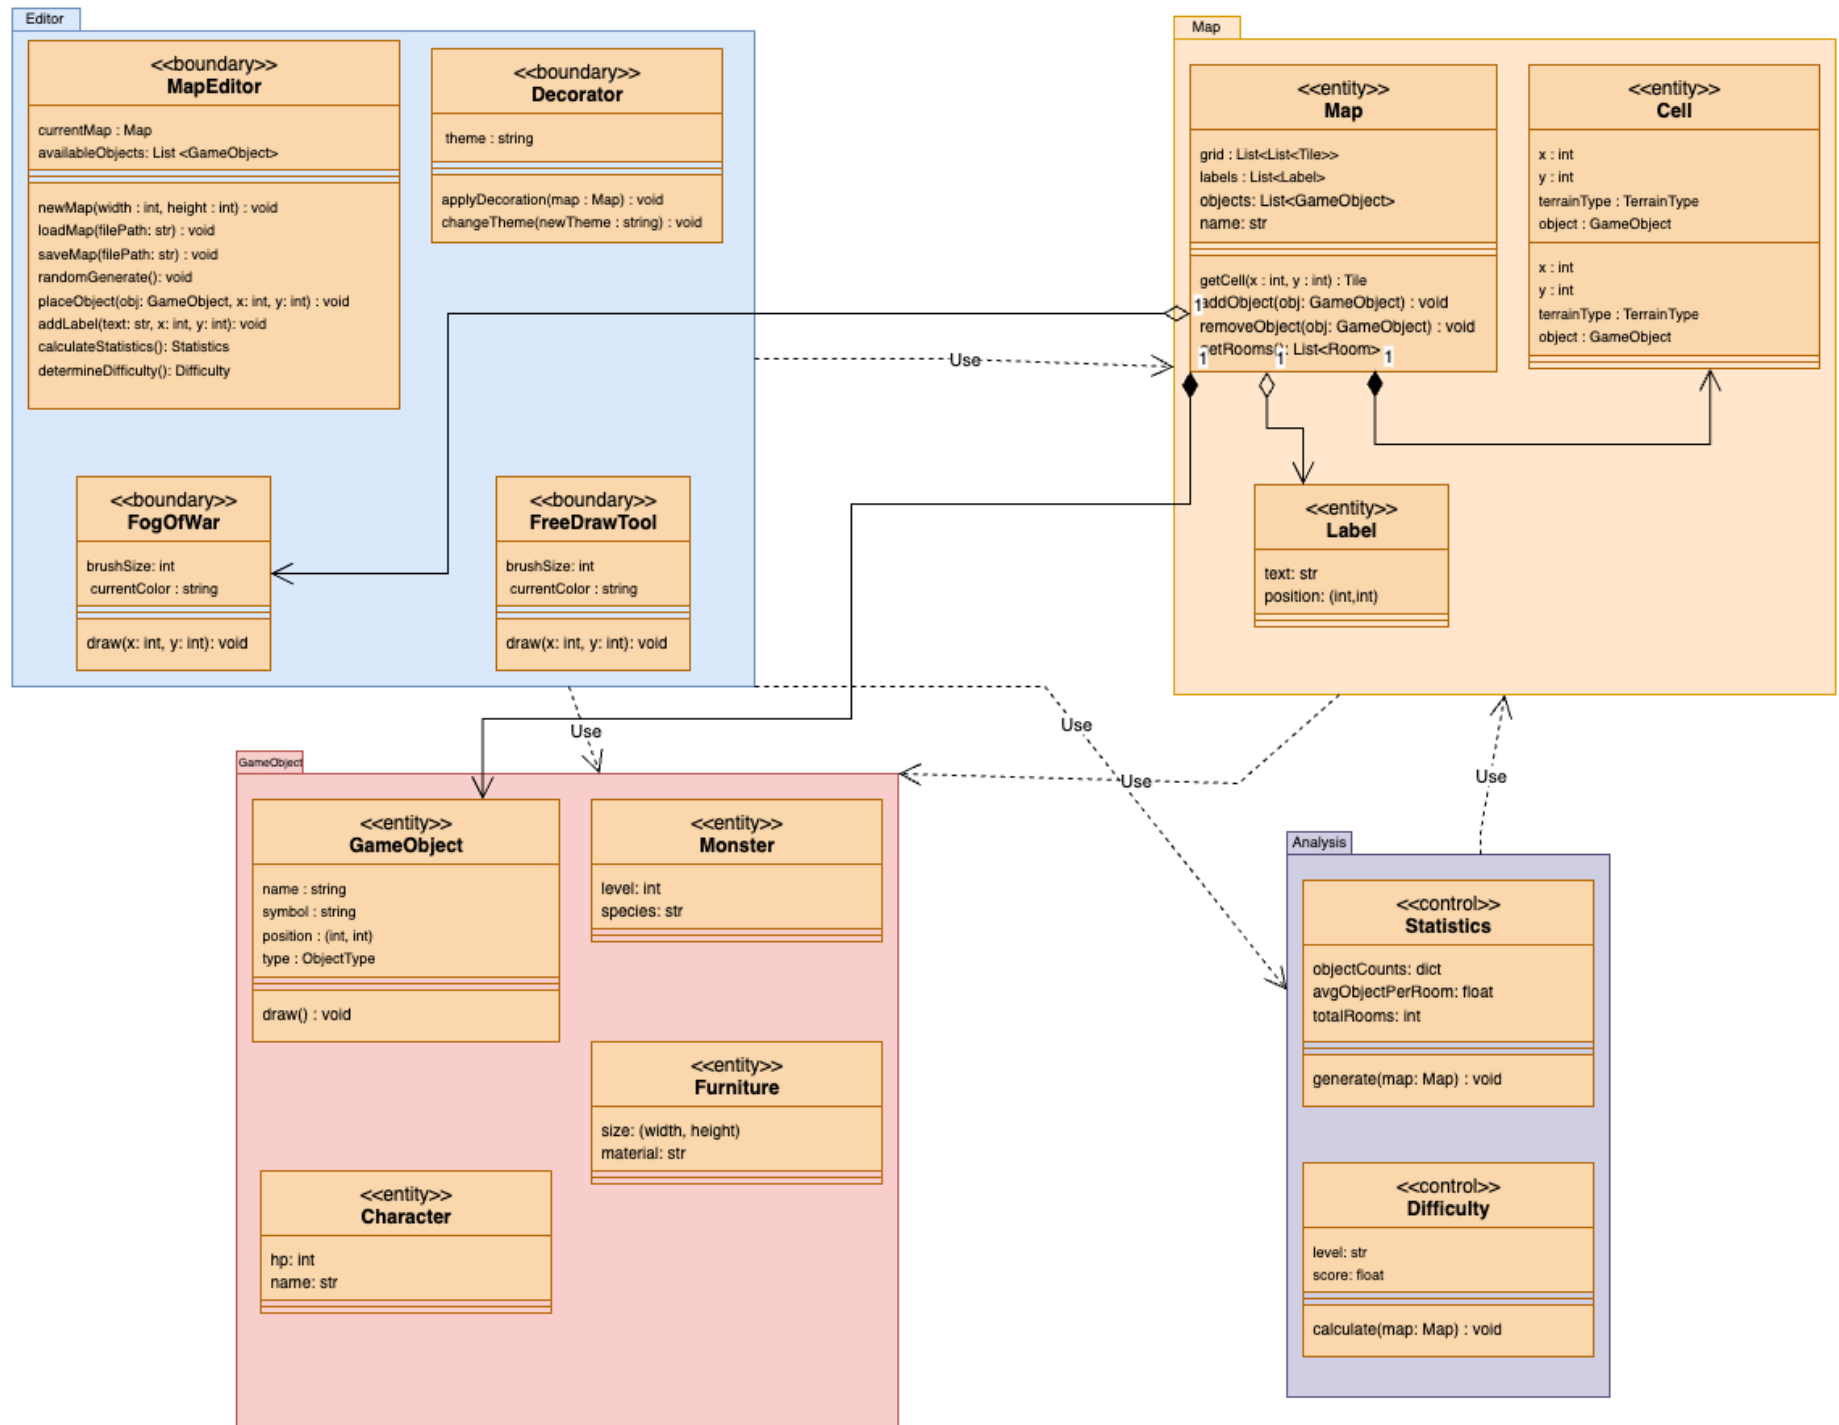 Editor
<<boundary>>
MapEditor
currentMap : Map
availableObjects: List <GameObject>
newMap(width : int, height : int) : void
loadMap(filePath: str) : void
saveMap(filePath: str) : void
randomGenerate(): void
placeObject(obj: GameObject, x: int, y: int) : void
addLabel(text: str, x: int, y: int): void
calculateStatistics(): Statistics
determineDifficulty(): Difficulty
<<boundary>>
Decorator
theme : string
applyDecoration(map : Map) : void
changeTheme(newTheme : string) : void
<<boundary>>
FogOfWar
brushSize: int
currentColor : string
draw(x: int, y: int): void
<<boundary>>
FreeDrawTool
brushSize: int
currentColor : string
draw(x: int, y: int): void
Use
Map
<<entity>>
Map
grid : List<List<Tile>>
labels : List<Label>
objects: List<GameObject>
name: str
getCell(x : int, y : int) : Tile
1
addObject(obj: GameObject) : void
removeObject(obj: GameObject) : void
getRooms(): List<Room>
1
1
1
<<entity>>
Cell
x : int
y : int
terrainType : TerrainType
object : GameObject
x : int
y : int
terrainType : TerrainType
object : GameObject
<<entity>>
Label
text: str
position: (int,int)
Use
Use
Use
Use
GameObject
<<entity>>
GameObject
name : string
symbol : string
position : (int, int)
type : ObjectType
draw() : void
<<entity>>
Monster
level: int
species: str
<<entity>>
Furniture
size: (width, height)
material: str
<<entity>>
Character
hp: int
name: str
Analysis
<<control>>
Statistics
objectCounts: dict
avgObjectPerRoom: float
totalRooms: int
generate(map: Map) : void
<<control>>
Difficulty
level: str
score: float
calculate(map: Map) : void